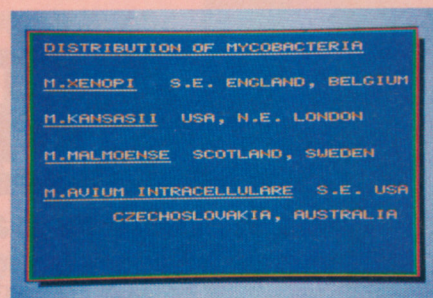 DISTRIBUTION OF MYCOBACTERIA
M.XENOPI S.E. ENGLAND, BELGIUM
M.KANSASII USA, N.E. LONDON
M.MALMOENSE SCOTLAND, SWEDEN
M.AVIUM INTRACELLULARE S.E. USA
CZECHOSLOVAKIA, AUSTRALIA